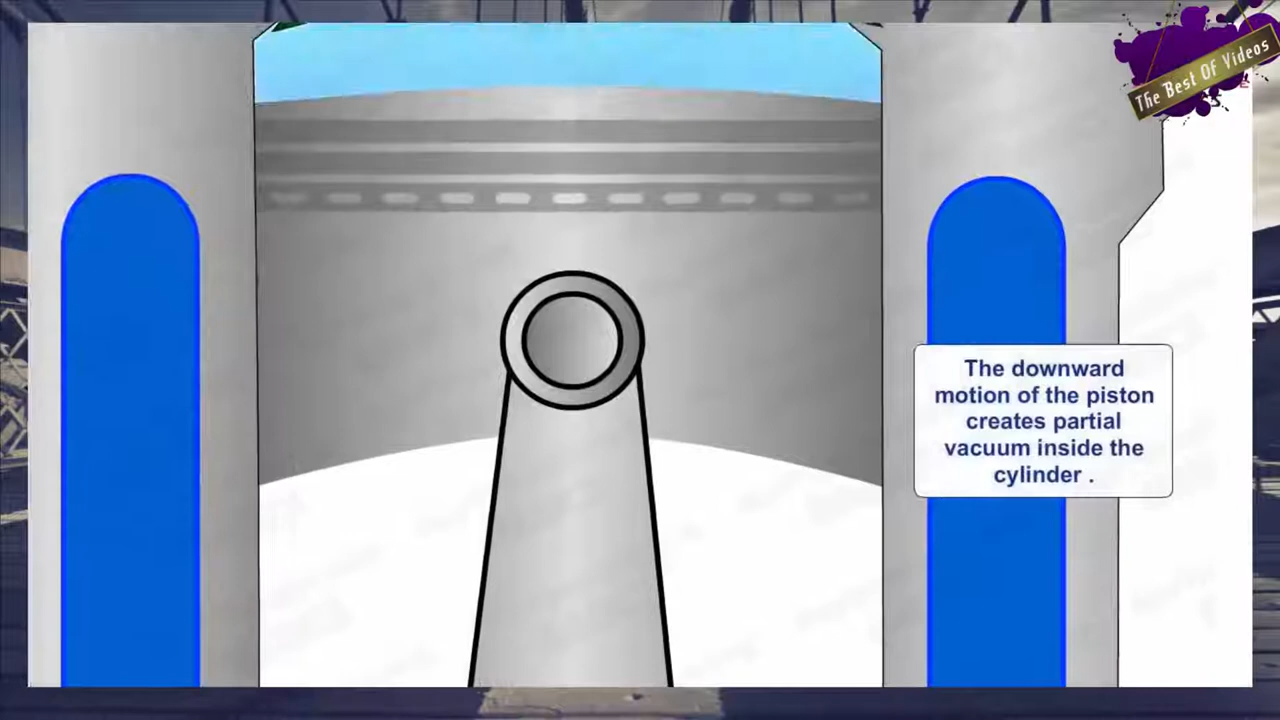 The Best Of Videos
The downward
motion of the piston
creates partial
vacuum inside the
cylinder .